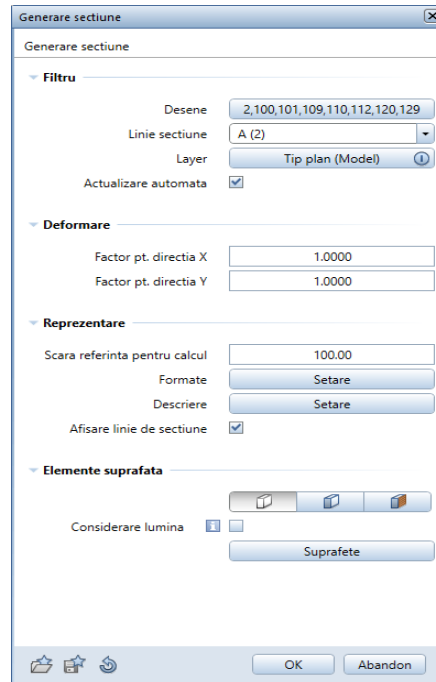 Generare sectiune
Generare sectiune
Filtru
Desene 2,100,101,109,110,112,120,129
Linie sectiune A (2)
Layer Tip plan (Model)
Actualizare automata
Deformare
Factor pt. directia X 1.0000
Factor pt. directia Y 1.0000
Reprezentare
Scara referinta pentru calcul 100.00
Formate Setare
Descriere Setare
Afisare linie de sectiune
Elemente suprafata
Considerare lumina
Suprafete
OK Abandon